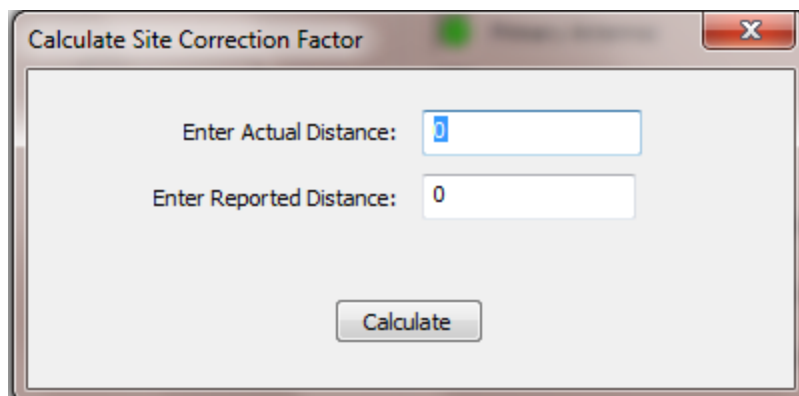 Calculate Site Correction Factor
Enter Actual Distance: 0
Enter Reported Distance: 0
Calculate